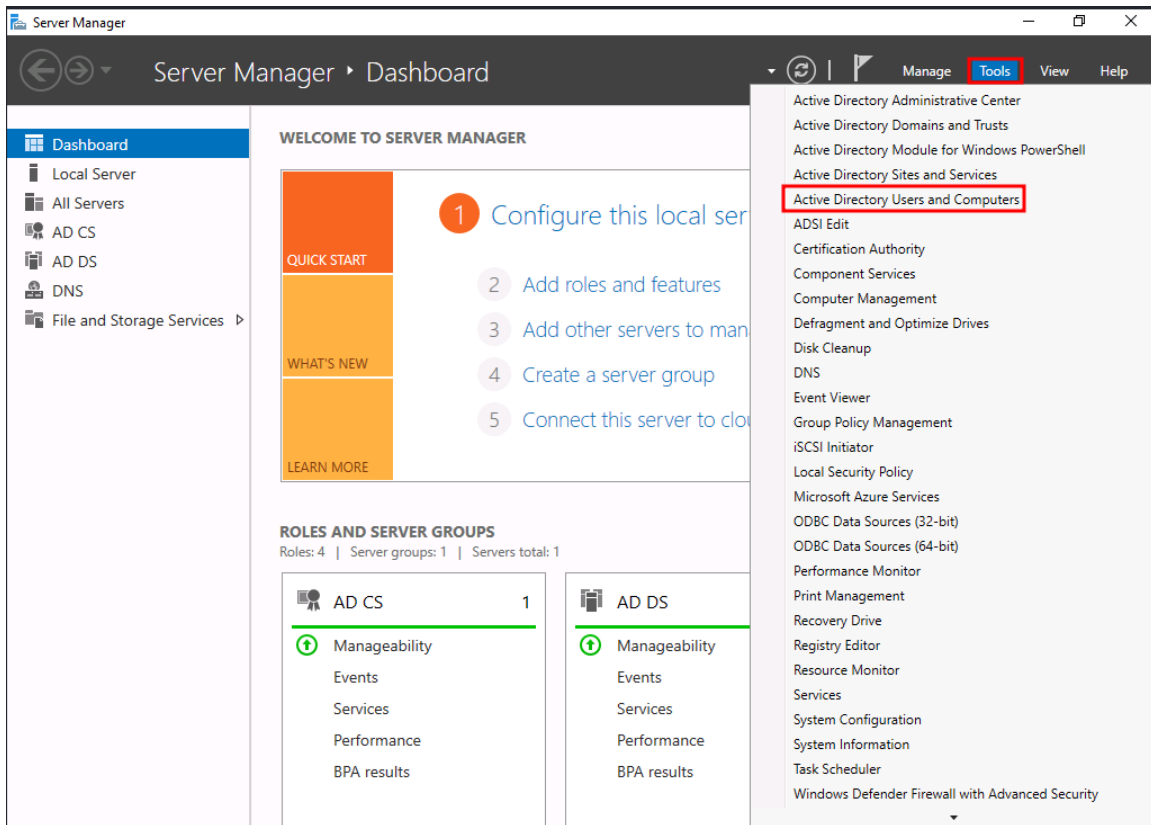 Server Manager
Server Manager ‣ Dashboard
Manage Tools View Help
Dashboard
Local Server
All Servers
AD CS
AD DS
DNS
File and Storage Services
WELCOME TO SERVER MANAGER
QUICK START
WHAT'S NEW
LEARN MORE
1 Configure this local ser
2 Add roles and features
3 Add other servers to man
4 Create a server group
5 Connect this server to clou
ROLES AND SERVER GROUPS
Roles: 4 | Server groups: 1 | Servers total: 1
AD CS 1
Manageability
Events
Services
Performance
BPA results
AD DS
Manageability
Events
Services
Performance
BPA results
Active Directory Administrative Center
Active Directory Domains and Trusts
Active Directory Module for Windows PowerShell
Active Directory Sites and Services
Active Directory Users and Computers
ADSI Edit
Certification Authority
Component Services
Computer Management
Defragment and Optimize Drives
Disk Cleanup
DNS
Event Viewer
Group Policy Management
iSCSI Initiator
Local Security Policy
Microsoft Azure Services
ODBC Data Sources (32-bit)
ODBC Data Sources (64-bit)
Performance Monitor
Print Management
Recovery Drive
Registry Editor
Resource Monitor
Services
System Configuration
System Information
Task Scheduler
Windows Defender Firewall with Advanced Security